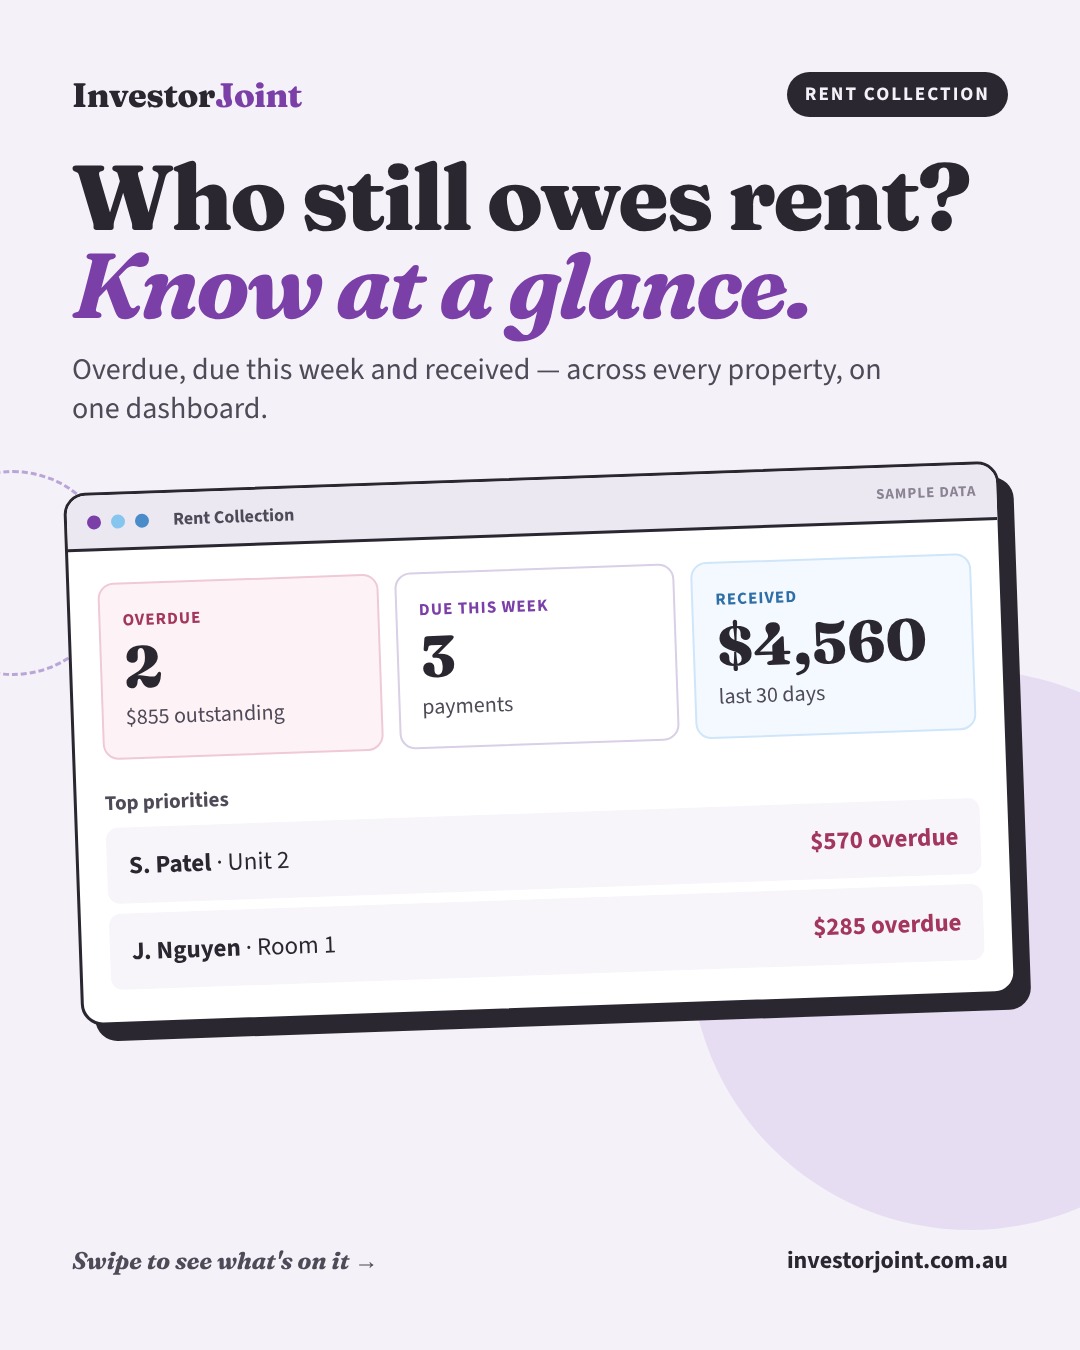 InvestorJoint
RENT COLLECTION
Who still owes rent?
Know at a glance.
Overdue, due this week and received — across every property, on
one dashboard.
Rent Collection
SAMPLE DATA
OVERDUE
2
$855 outstanding
DUE THIS WEEK
3
payments
RECEIVED
$4,560
last 30 days
Top priorities
S. Patel · Unit 2
$570 overdue
J. Nguyen · Room 1
$285 overdue
Swipe to see what's on it →
investorjoint.com.au